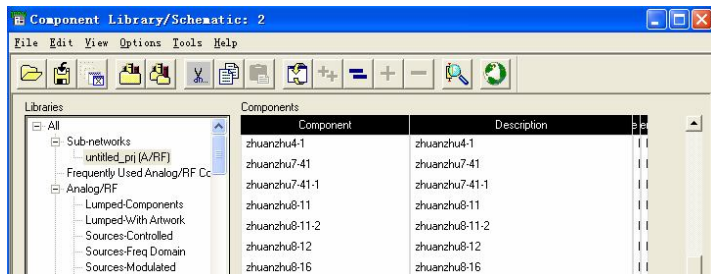 Component Library/Schematic: 2
File Edit View Options Tools Help
Libraries
Components
All
Sub-networks
untitled_prj (A/RF)
Frequently Used Analog/RF Cc
Analog/RF
Lumped-Components
Lumped-With Artwork
Sources-Controlled
Sources-Freq Domain
Sources-Modulated
Component Description
zhuanzhu4-1 zhuanzhu4-1
zhuanzhu7-41 zhuanzhu7-41
zhuanzhu7-41-1 zhuanzhu7-41-1
zhuanzhu8-11 zhuanzhu8-11
zhuanzhu8-11-2 zhuanzhu8-11-2
zhuanzhu8-12 zhuanzhu8-12
zhuanzhu8-16 zhuanzhu8-16